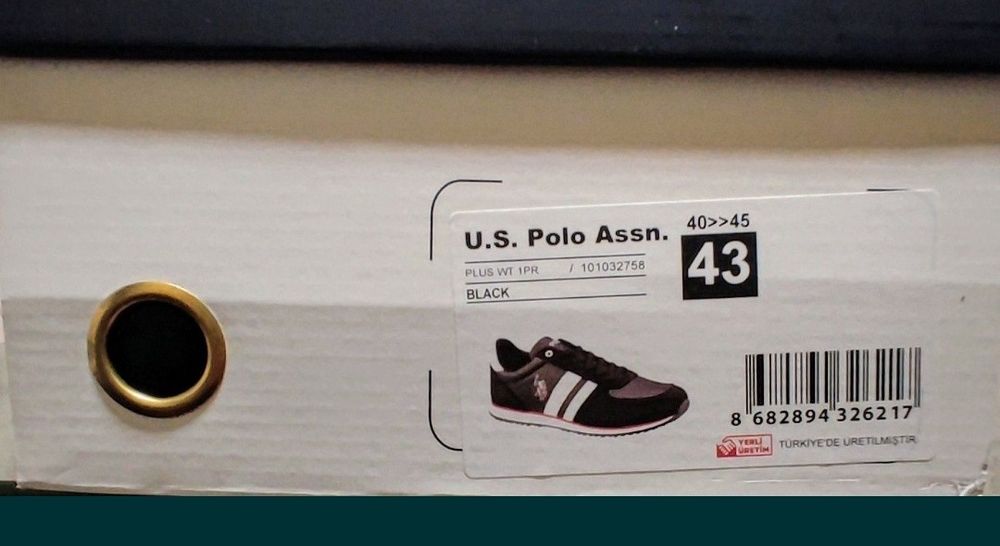 U.S. Polo Assn.
40>>45
43
PLUS WT 1PR / 101032758
BLACK
8 682894 326217
YERLİ
ÜRETİM
TÜRKİYE'DE ÜRETİLMİŞTİR